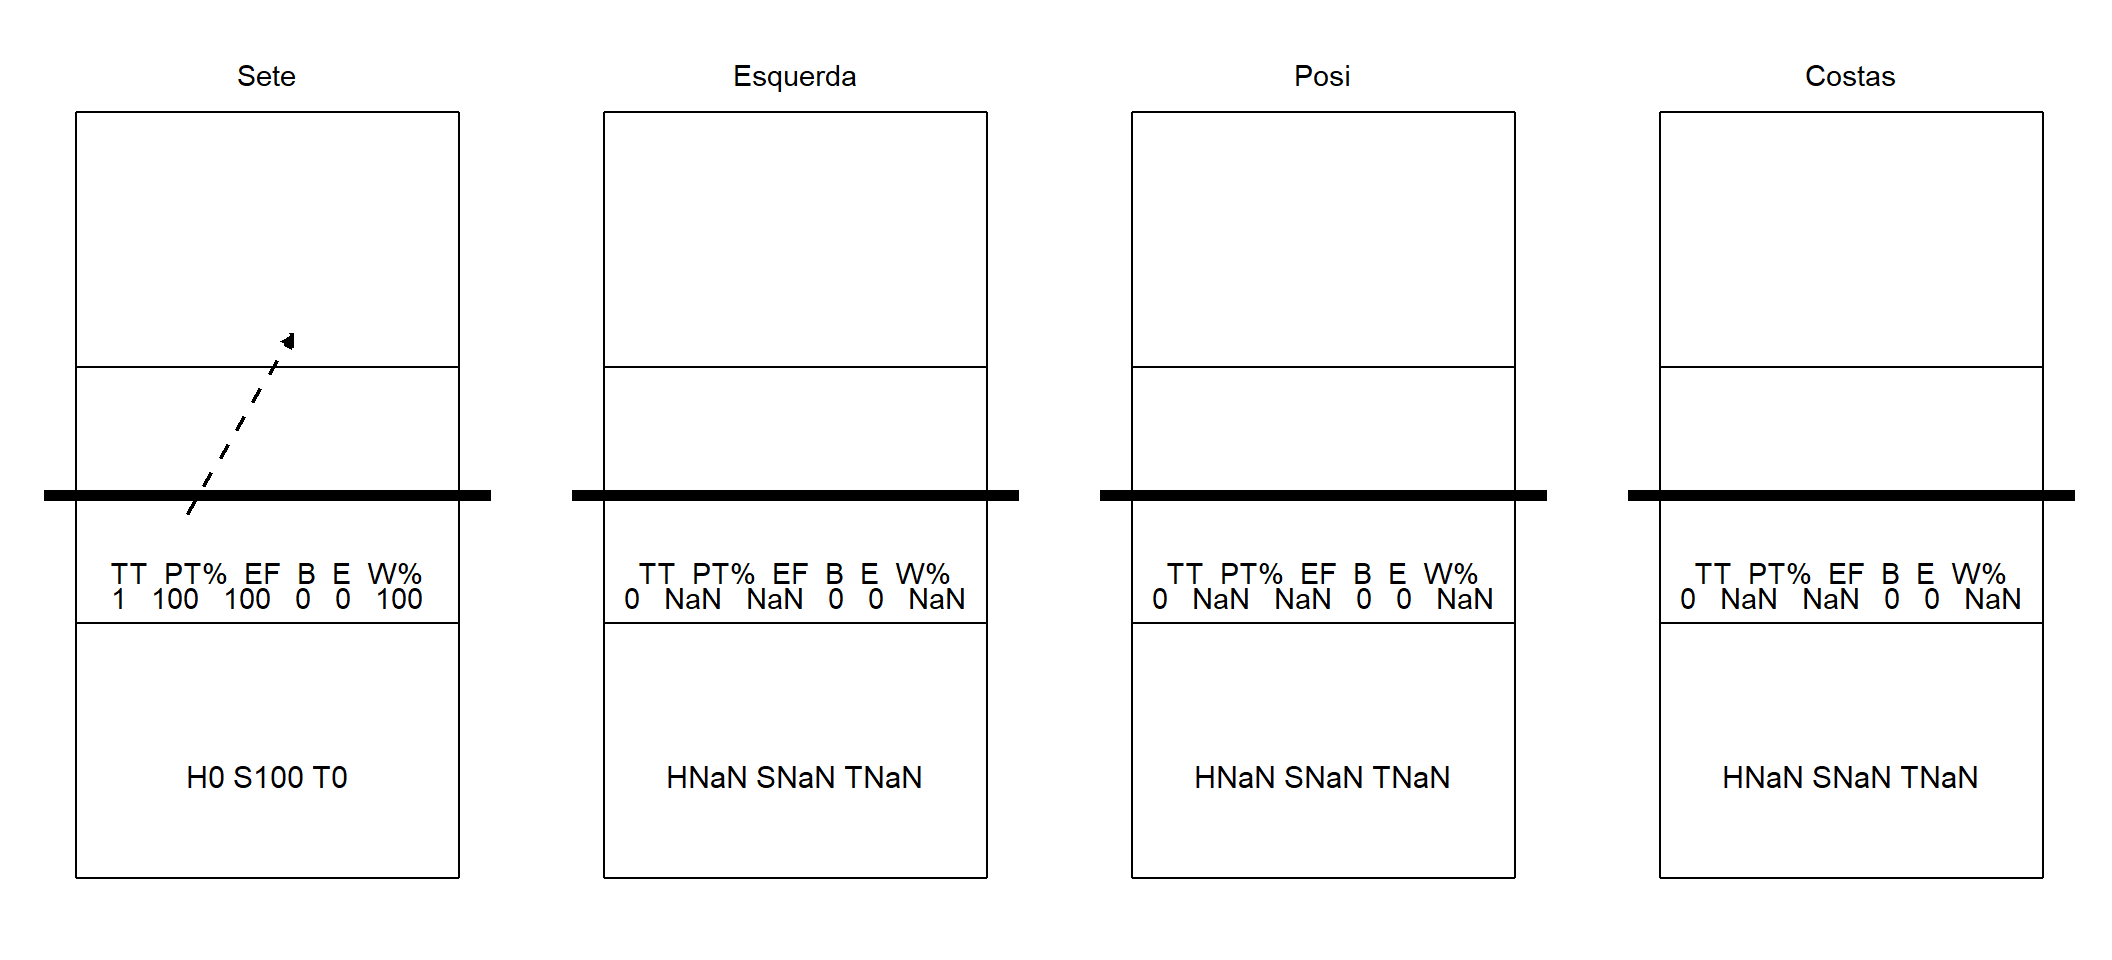 Sete
TT PT% EF B E W%
1 100 100 0 0 100
H0 S100 T0
Esquerda
TT PT% EF B E W%
0 NaN NaN 0 0 NaN
HNaN SNaN TNaN
Posi
TT PT% EF B E W%
0 NaN NaN 0 0 NaN
HNaN SNaN TNaN
Costas
TT PT% EF B E W%
0 NaN NaN 0 0 NaN
HNaN SNaN TNaN